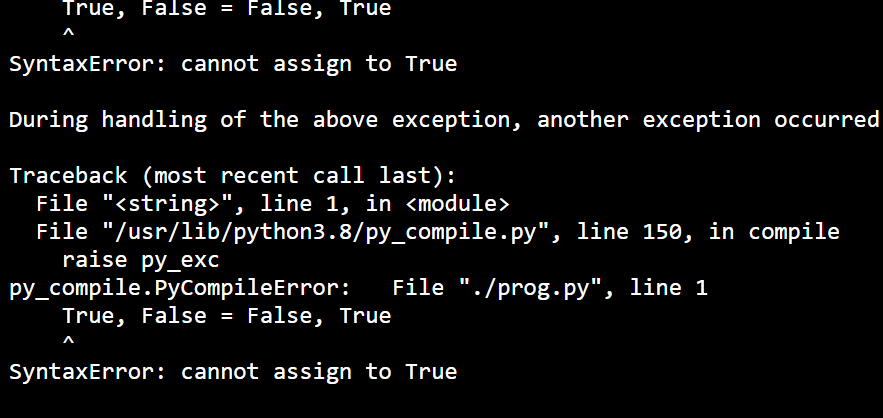 True, False = False, True
^
SyntaxError: cannot assign to True
During handling of the above exception, another exception occurred
Traceback (most recent call last):
File "<string>", line 1, in <module>
File "/usr/lib/python3.8/py_compile.py", line 150, in compile
raise py_exc
py_compile.PyCompileError:   File "./prog.py", line 1
True, False = False, True
^
SyntaxError: cannot assign to True